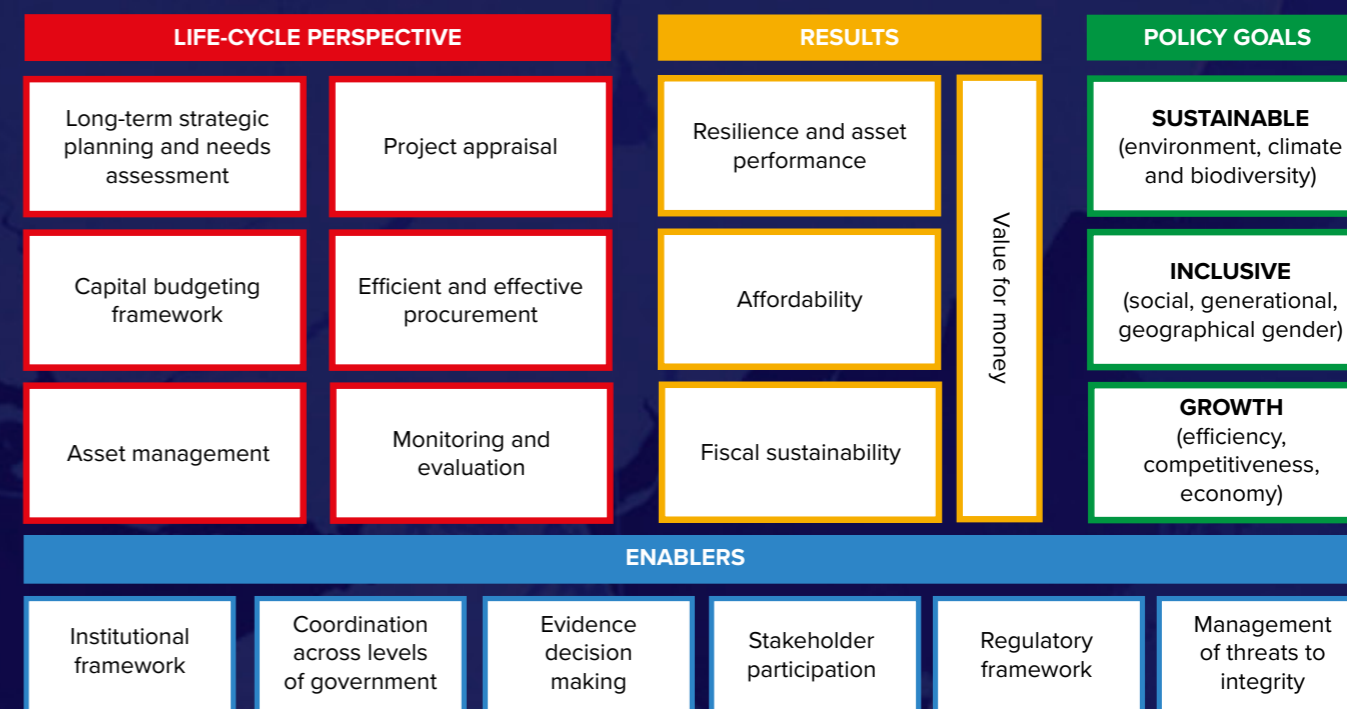 LIFE-CYCLE PERSPECTIVE
Long-term strategic
planning and needs
assessment
Project appraisal
Capital budgeting
framework
Efficient and effective
procurement
Asset management
Monitoring and
evaluation
RESULTS
Resilience and asset
performance
Affordability
Fiscal sustainability
Value for money
POLICY GOALS
SUSTAINABLE
(environment, climate
and biodiversity)
INCLUSIVE
(social, generational,
geographical gender)
GROWTH
(efficiency,
competitiveness,
economy)
ENABLERS
Institutional
framework
Coordination
across levels
of government
Evidence
decision
making
Stakeholder
participation
Regulatory
framework
Management
of threats to
integrity